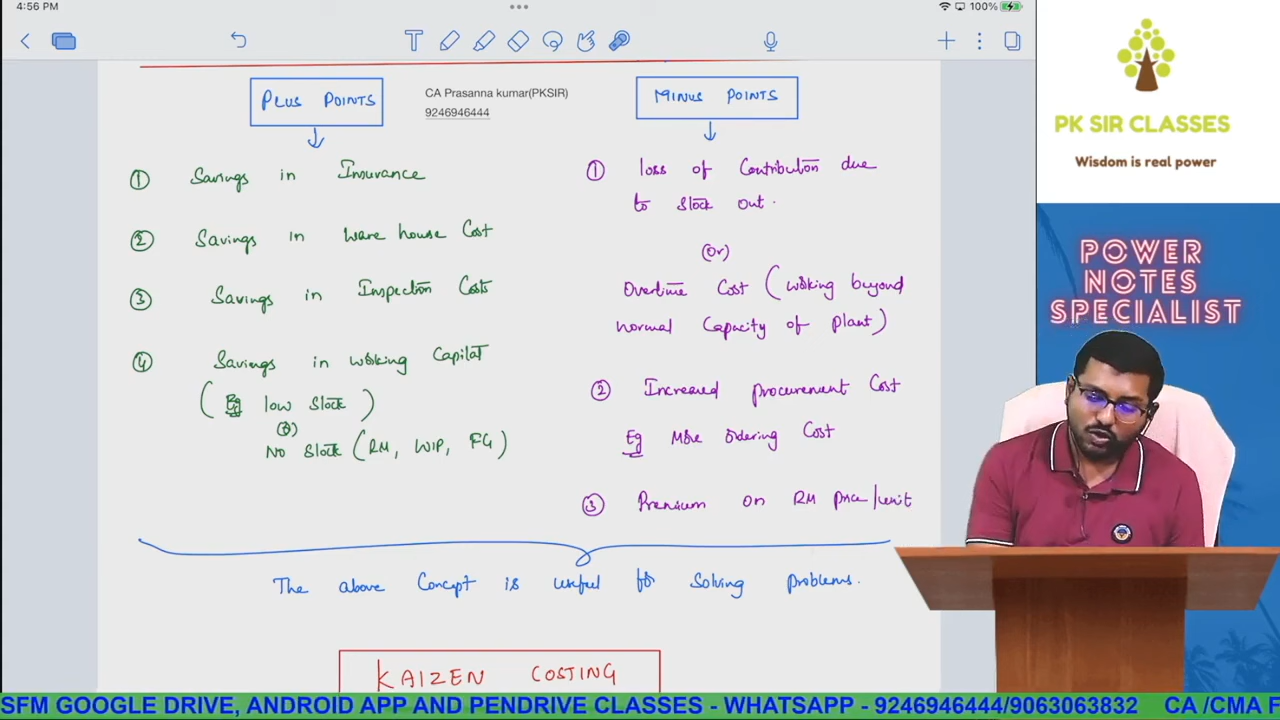 4:56 PM
100%
PLUS POINTS
CA Prasanna kumar(PKSIR)
9246946444
MINUS POINTS
① Savings in Insurance
② Savings in ware house Cost
③ Savings in Inspection Costs
④ Savings in working Capital
(Eg low Stock)
(or)
No Stock (RM, WIP, FG)
① loss of Contribution due
to Stock out.
(or)
Overtime Cost (working beyond
normal Capacity of plant)
② Increased procurement Cost
Eg More ordering Cost
③ Premium on RM price/unit
The above Concept is useful for Solving Problems.
KAIZEN COSTING
PK SIR CLASSES
Wisdom is real power
POWER
NOTES
SPECIALIST
SFM GOOGLE DRIVE, ANDROID APP AND PENDRIVE CLASSES - WHATSAPP - 9246946444/9063063832 CA /CMA F